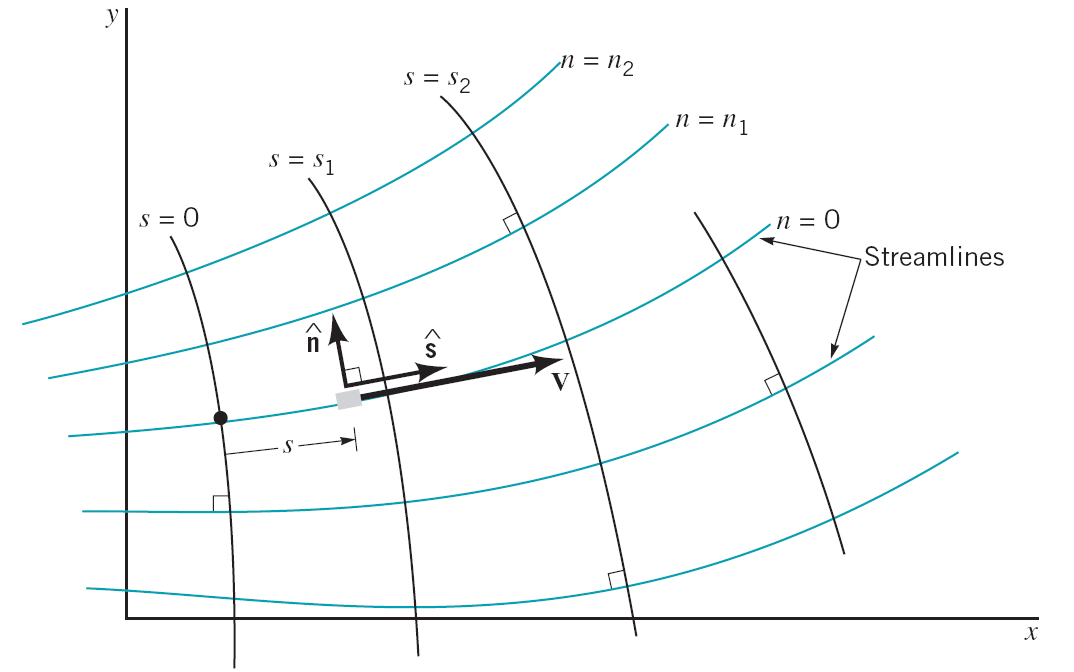 y
n = n₂
s = s₂
n = n₁
s = s₁
s = 0
n = 0
Streamlines
n̂
ŝ
V
s
x